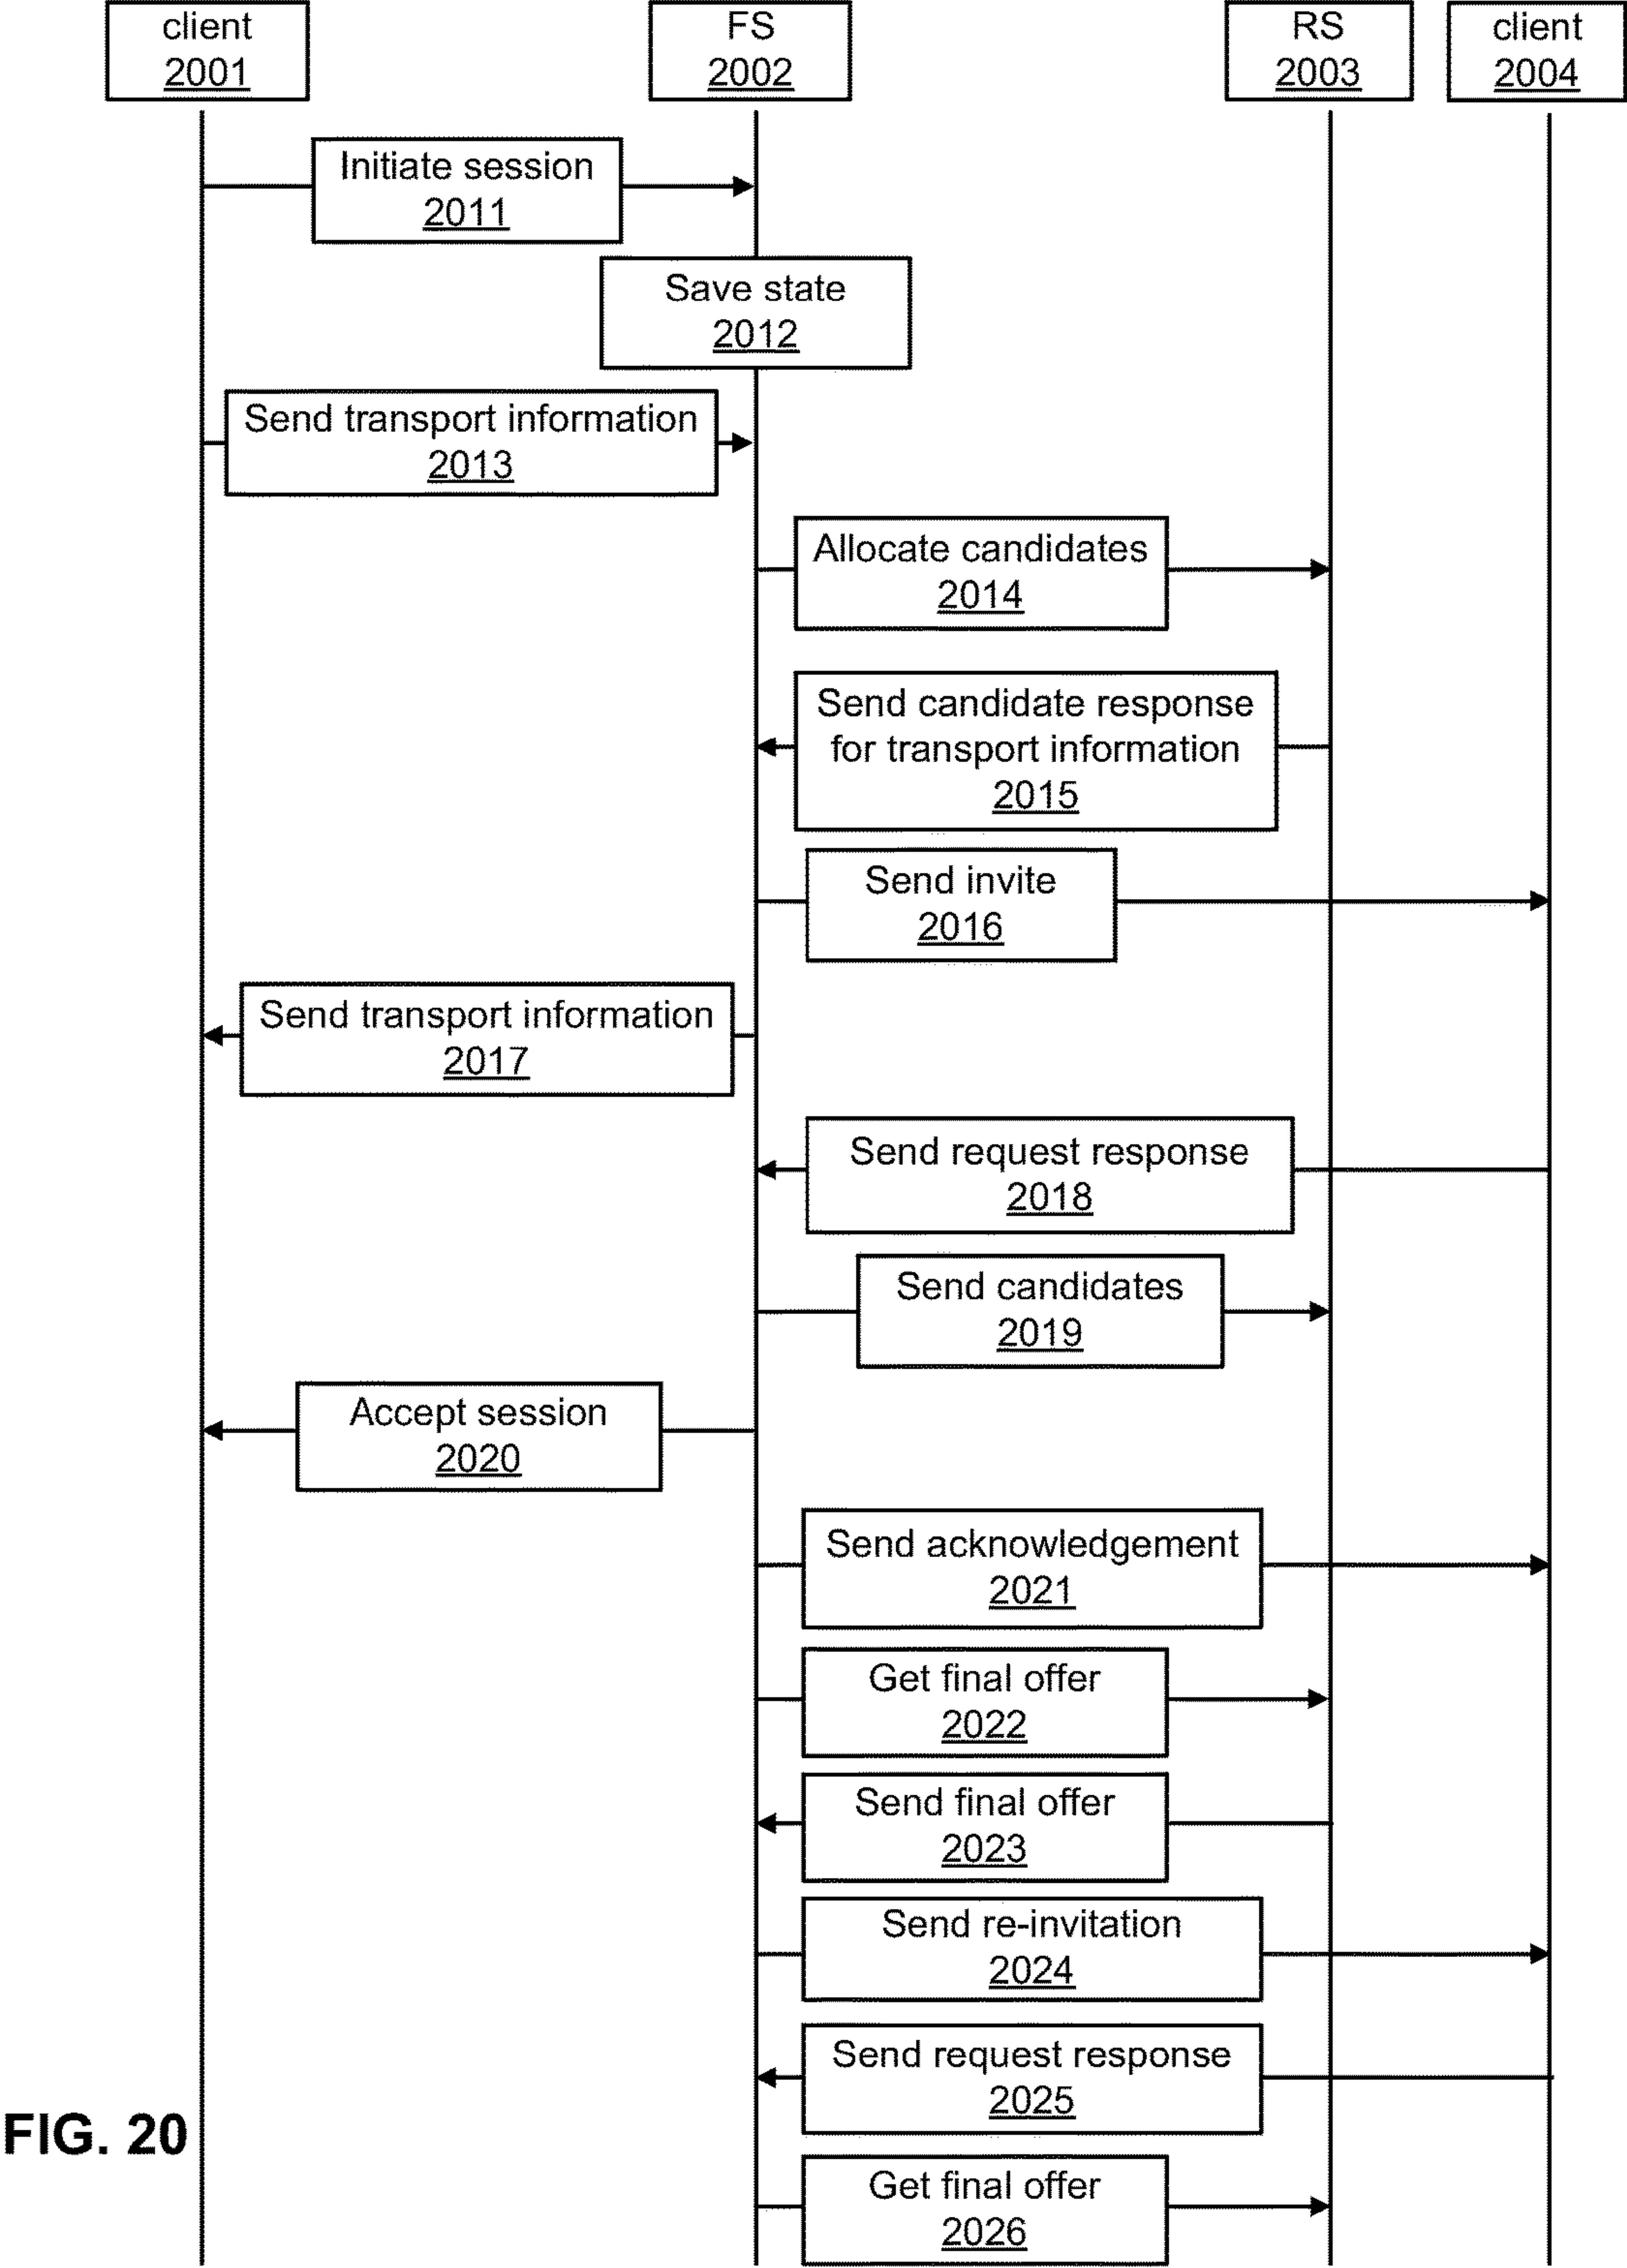 client
2001
FS
2002
RS
2003
client
2004
Initiate session
2011
Save state
2012
Send transport information
2013
Allocate candidates
2014
Send candidate response
for transport information
2015
Send invite
2016
Send transport information
2017
Send request response
2018
Send candidates
2019
Accept session
2020
Send acknowledgement
2021
Get final offer
2022
Send final offer
2023
Send re-invitation
2024
Send request response
2025
FIG. 20
Get final offer
2026